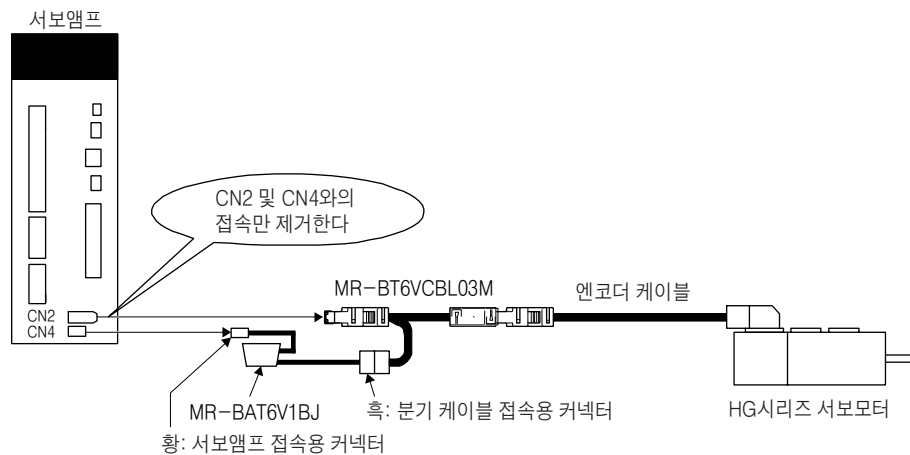 서보앰프
CN2 및 CN4와의
접속만 제거한다
MR-BT6VCBL03M
엔코더 케이블
CN2
CN4
MR-BAT6V1BJ
흑: 분기 케이블 접속용 커넥터
HG시리즈 서보모터
황: 서보앰프 접속용 커넥터